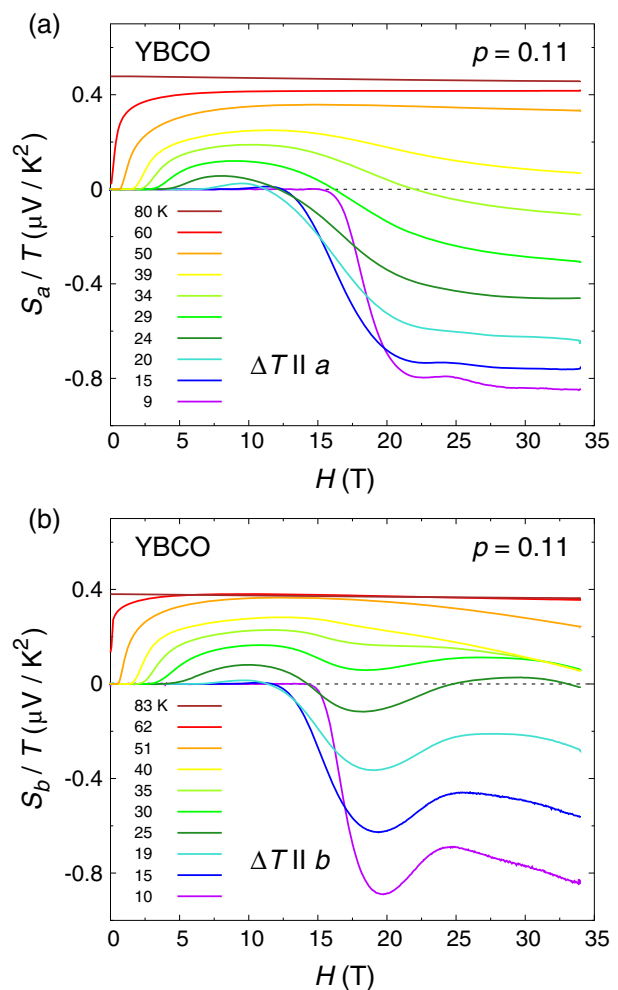 (a)
YBCO
p = 0.11
0.4
0
-0.4
-0.8
S_a / T (μV / K²)
80 K
60
50
39
34
29
24
20
15
9
ΔT || a
0 5 10 15 20 25 30 35
H (T)
(b)
YBCO
p = 0.11
0.4
0
-0.4
-0.8
S_b / T (μV / K²)
83 K
62
51
40
35
30
25
19
15
10
ΔT || b
0 5 10 15 20 25 30 35
H (T)